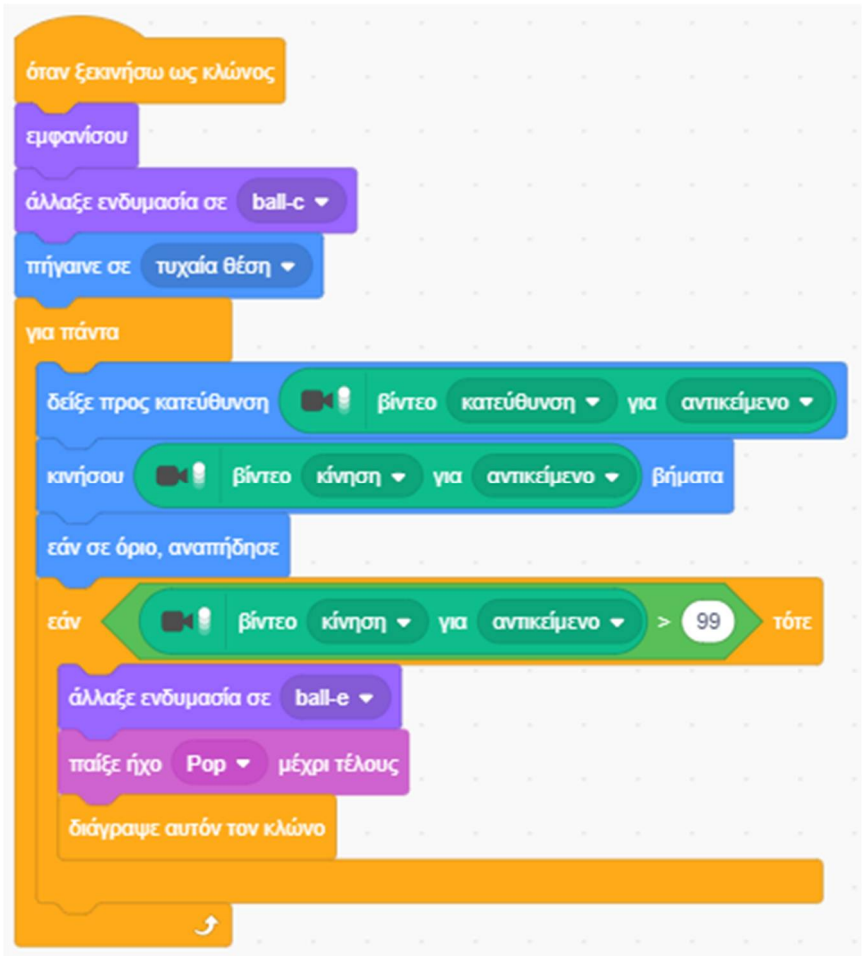 όταν ξεκινήσω ως κλώνος
εμφανίσου
άλλαξε ενδυμασία σε ball-c
πήγαινε σε τυχαία θέση
για πάντα
δείξε προς κατεύθυνση βίντεο κατεύθυνση για αντικείμενο
κινήσου βίντεο κίνηση για αντικείμενο βήματα
εάν σε όριο, αναπήδησε
εάν βίντεο κίνηση για αντικείμενο > 99 τότε
άλλαξε ενδυμασία σε ball-e
παίξε ήχο Pop μέχρι τέλους
διάγραψε αυτόν τον κλώνο